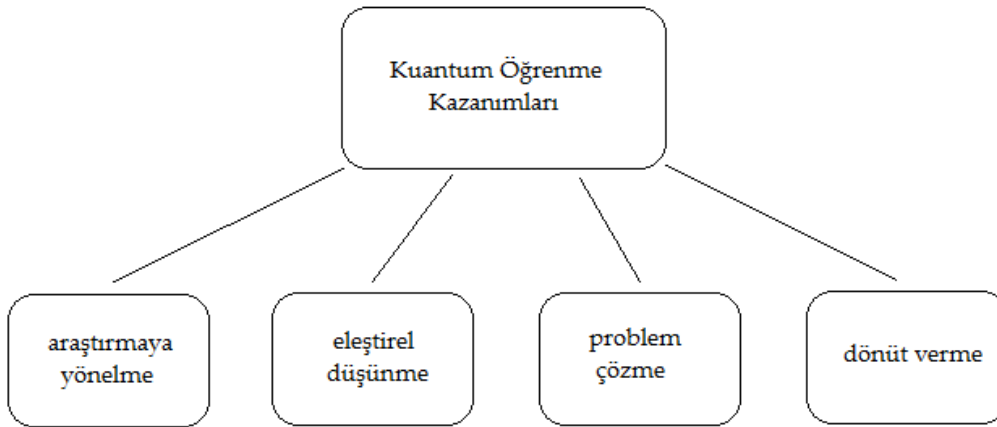 Kuantum Öğrenme
Kazanımları
araştırmaya
yönelme
eleştirel
düşünme
problem
çözme
dönüt verme